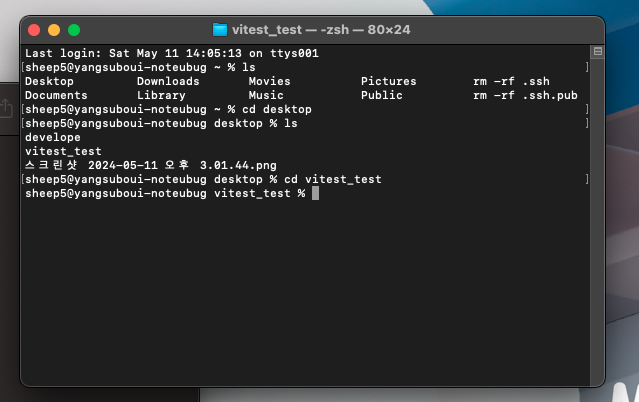 vitest_test — -zsh — 80×24
Last login: Sat May 11 14:05:13 on ttys001
[sheep5@yangsuboui-noteubug ~ % ls ]
Desktop Downloads Movies Pictures rm -rf .ssh
Documents Library Music Public rm -rf .ssh.pub
[sheep5@yangsuboui-noteubug ~ % cd desktop ]
[sheep5@yangsuboui-noteubug desktop % ls ]
develope
vitest_test
스크린샷 2024-05-11 오후 3.01.44.png
[sheep5@yangsuboui-noteubug desktop % cd vitest_test ]
sheep5@yangsuboui-noteubug vitest_test %